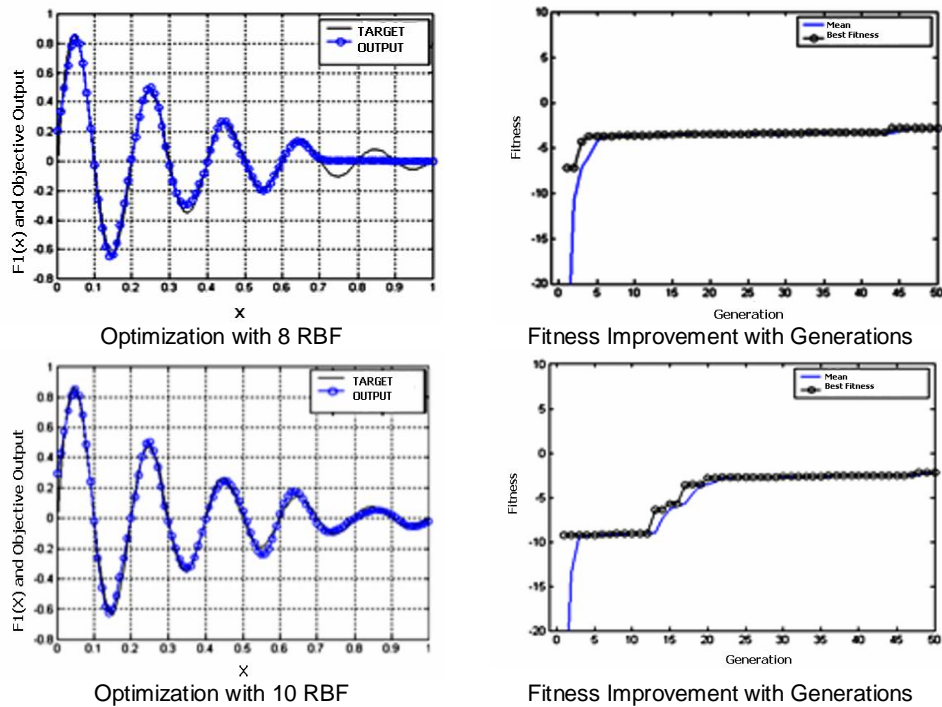 1
0.8
0.6
0.4
0.2
0
-0.2
-0.4
-0.6
-0.8
0 0.1 0.2 0.3 0.4 0.5 0.6 0.7 0.8 0.9 1
F1(x) and Objective Output
x
TARGET
OUTPUT
Optimization with 8 RBF
10
5
0
-5
-10
-15
-20
0 5 10 15 20 25 30 35 40 45 50
Fitness
Generation
Mean
Best Fitness
Fitness Improvement with Generations
1
0.8
0.6
0.4
0.2
0
-0.2
-0.4
-0.6
-0.8
0 0.1 0.2 0.3 0.4 0.5 0.6 0.7 0.8 0.9 1
F1(X) and Objective Output
X
TARGET
OUTPUT
Optimization with 10 RBF
10
5
0
-5
-10
-15
-20
0 5 10 15 20 25 30 35 40 45 50
Fitness
Generation
Mean
Best Fitness
Fitness Improvement with Generations